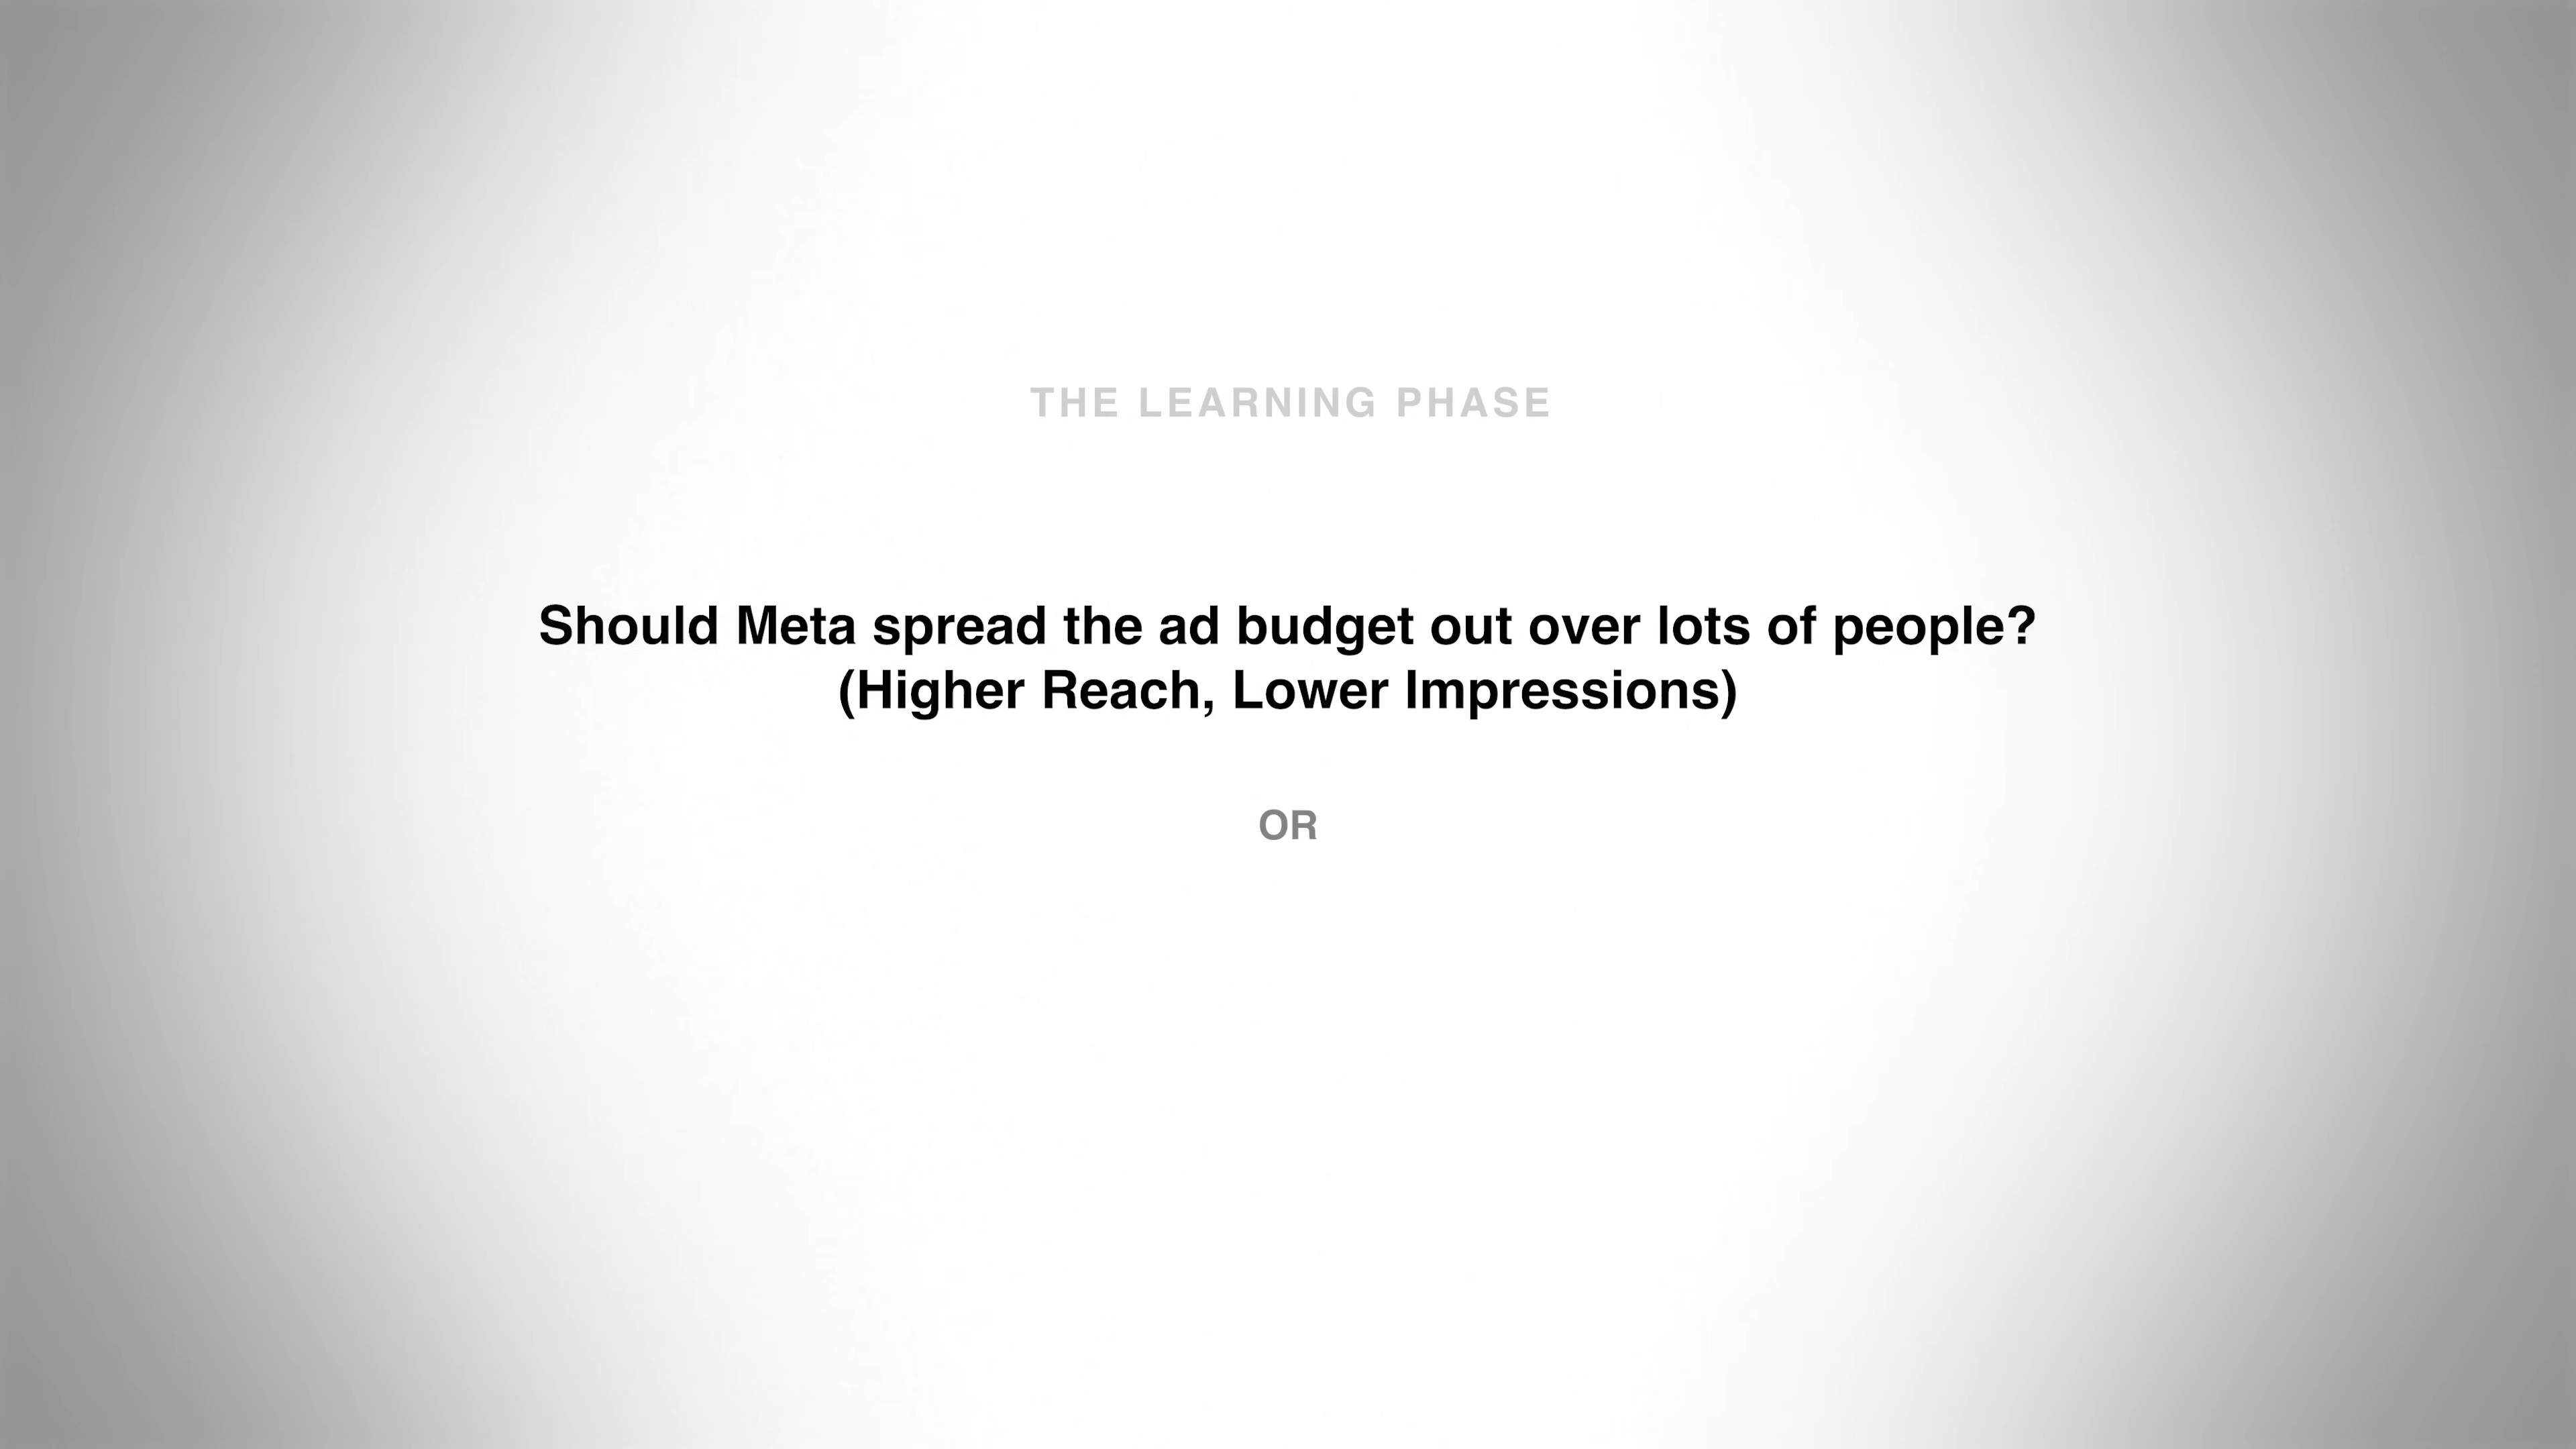 THE LEARNING PHASE
Should Meta spread the ad budget out over lots of people?
(Higher Reach, Lower Impressions)
OR